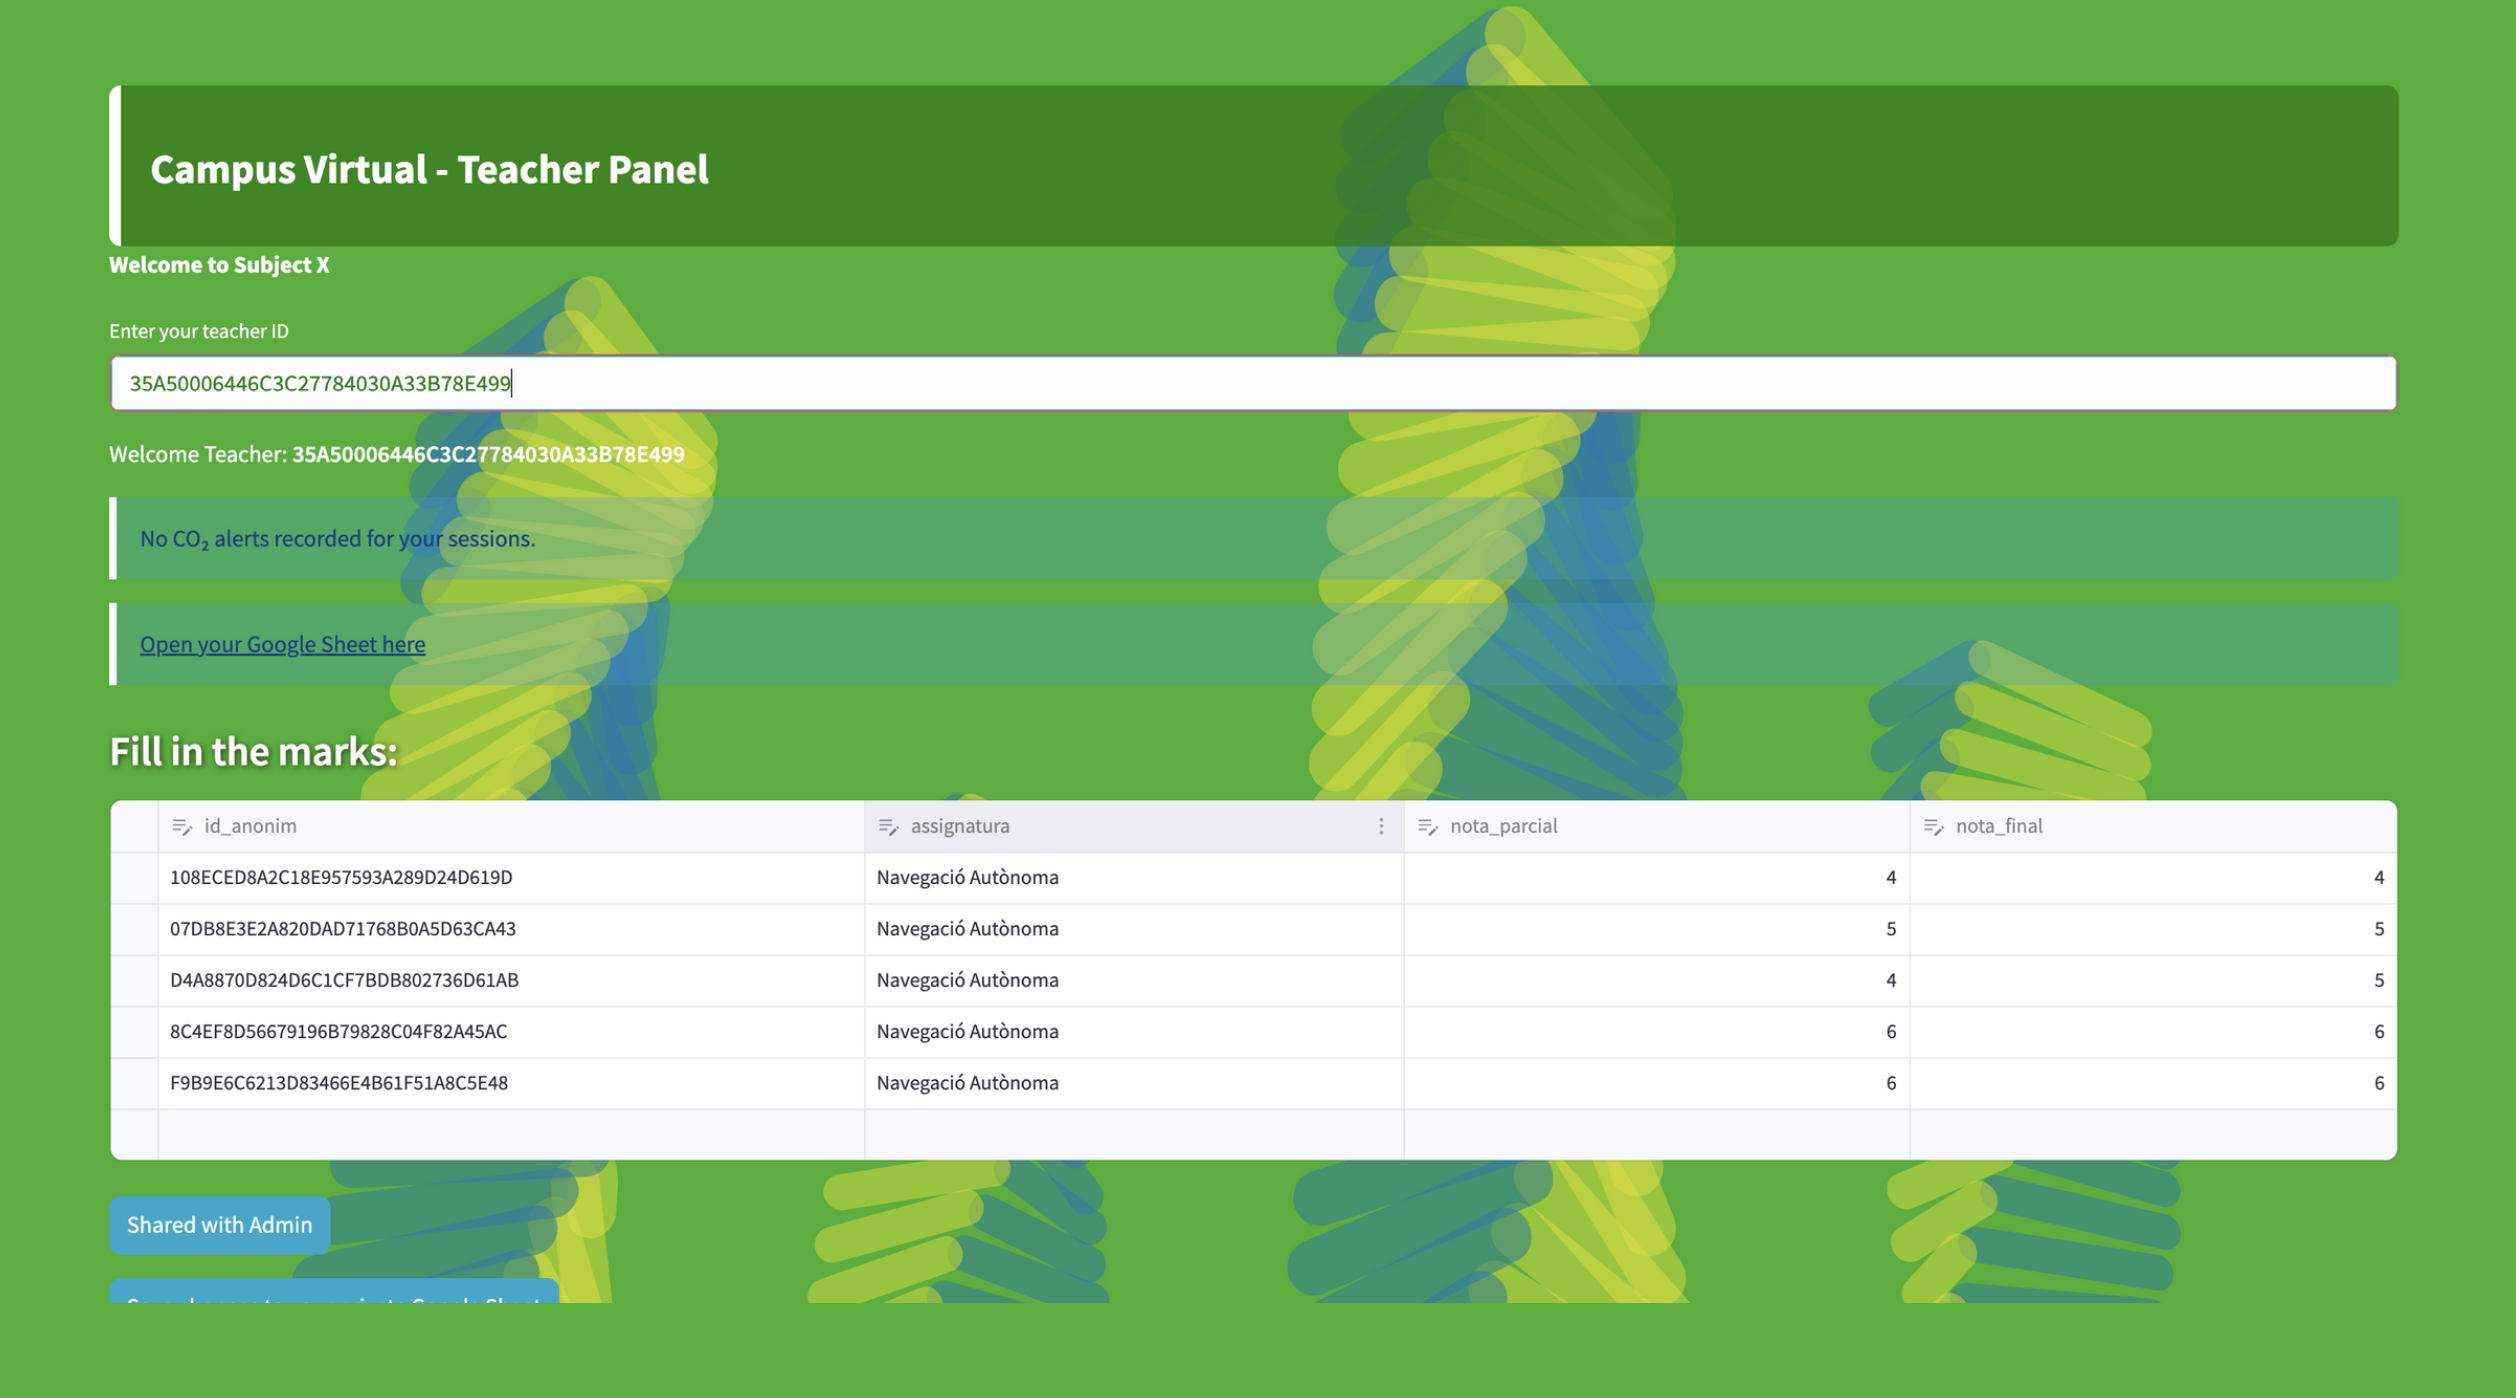 Campus Virtual - Teacher Panel
Welcome to Subject X
Enter your teacher ID
35A50006446C3C27784030A33B78E499
Welcome Teacher: 35A50006446C3C27784030A33B78E499
No CO₂ alerts recorded for your sessions.
Open your Google Sheet here
Fill in the marks:
id_anonim assignatura nota_parcial nota_final
108ECED8A2C18E957593A289D24D619D Navegació Autònoma 4 4
07DB8E3E2A820DAD71768B0A5D63CA43 Navegació Autònoma 5 5
D4A8870D824D6C1CF7BDB802736D61AB Navegació Autònoma 4 5
8C4EF8D56679196B79828C04F82A45AC Navegació Autònoma 6 6
F9B9E6C6213D83466E4B61F51A8C5E48 Navegació Autònoma 6 6
Shared with Admin
Google Sheet